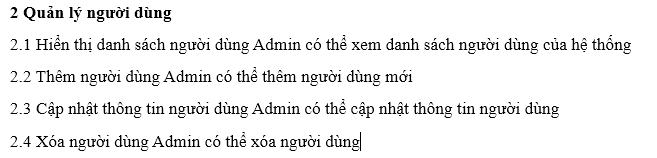 2 Quản lý người dùng
2.1 Hiển thị danh sách người dùng Admin có thể xem danh sách người dùng của hệ thống
2.2 Thêm người dùng Admin có thể thêm người dùng mới
2.3 Cập nhật thông tin người dùng Admin có thể cập nhật thông tin người dùng
2.4 Xóa người dùng Admin có thể xóa người dùng